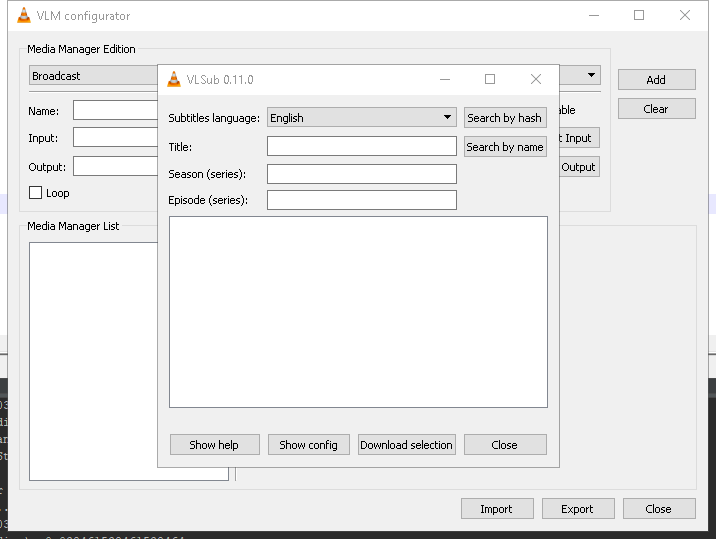 VLM configurator
Media Manager Edition
Broadcast
Add
Name:
able
Clear
Input:
t Input
Output:
Output
Loop
Media Manager List
VLSub 0.11.0
Subtitles language:
English
Search by hash
Title:
Search by name
Season (series):
Episode (series):
Show help
Show config
Download selection
Close
Import
Export
Close